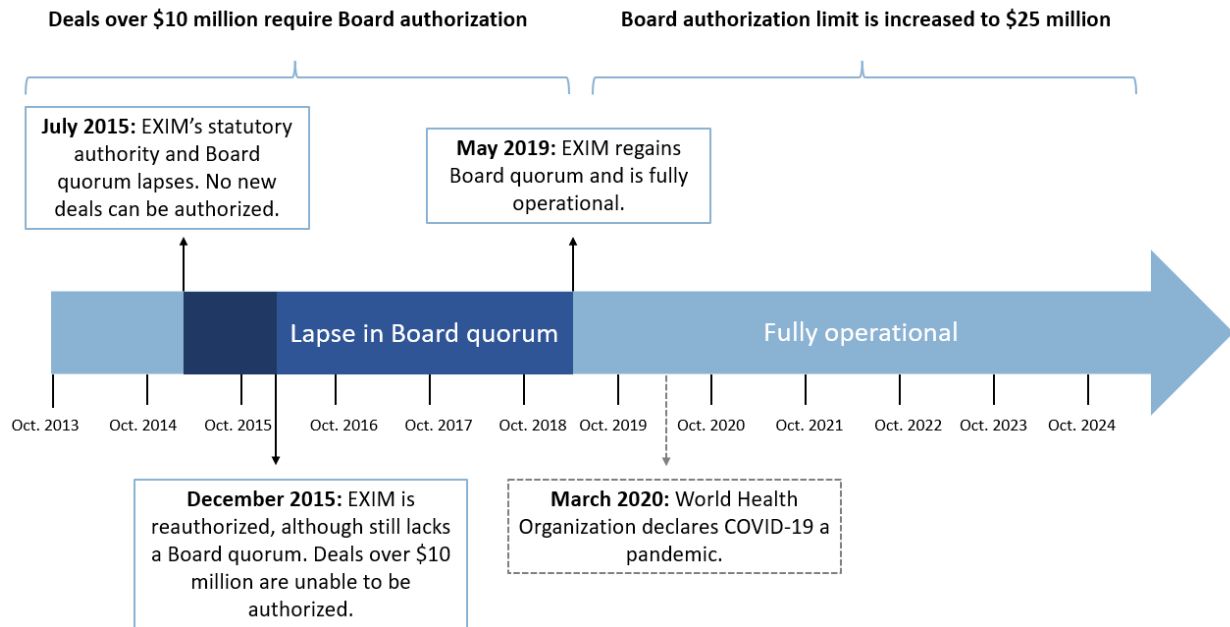 Deals over $10 million require Board authorization
Board authorization limit is increased to $25 million
July 2015: EXIM's statutory
authority and Board
quorum lapses. No new
deals can be authorized.
May 2019: EXIM regains
Board quorum and is fully
operational.
Lapse in Board quorum
Fully operational
Oct. 2013
Oct. 2014
Oct. 2015
Oct. 2016
Oct. 2017
Oct. 2018
Oct. 2019
Oct. 2020
Oct. 2021
Oct. 2022
Oct. 2023
Oct. 2024
December 2015: EXIM is
reauthorized, although still lacks
a Board quorum. Deals over $10
million are unable to be
authorized.
March 2020: World Health
Organization declares COVID-19 a
pandemic.